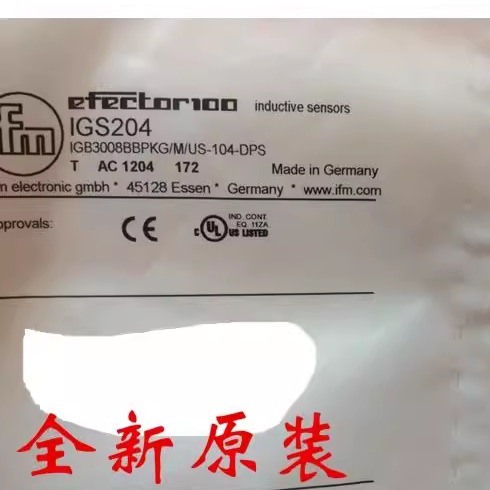 efector100 inductive sensors
ifm
IGS204
IGB3008BBPKG/M/US-104-DPS
T AC 1204 172 Made in Germany
m electronic gmbh * 45128 Essen * Germany * www.ifm.com
pprovals:
CE
c UL US LISTED
IND. CONT.
EQ. 11ZA
全新原装